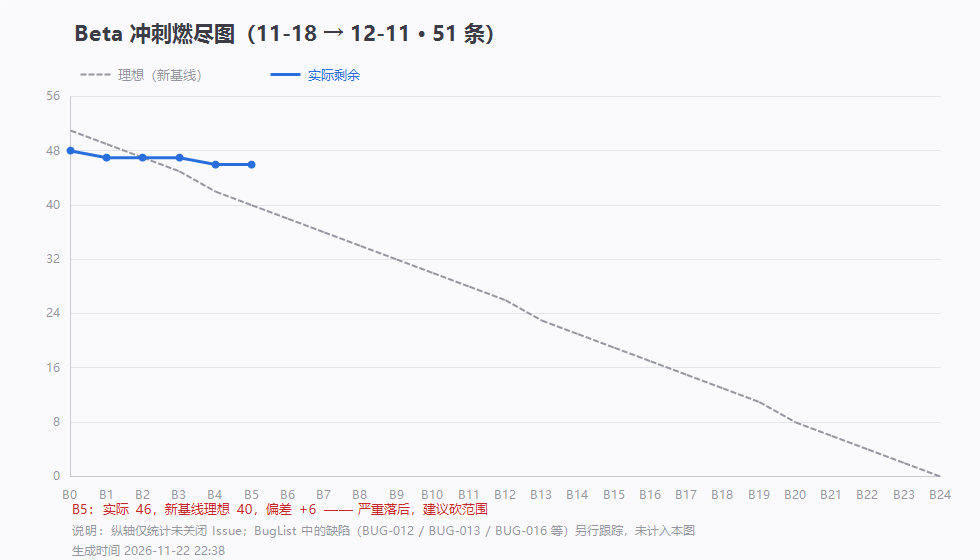 Beta 冲刺燃尽图（11-18 → 12-11 • 51 条）
理想（新基线） 实际剩余
56
48
40
32
24
16
8
0
B0 B1 B2 B3 B4 B5 B6 B7 B8 B9 B10 B11 B12 B13 B14 B15 B16 B17 B18 B19 B20 B21 B22 B23 B24
B5：实际 46，新基线理想 40，偏差 +6 —— 严重落后，建议砍范围
说明：纵轴仅统计未关闭 Issue；BugList 中的缺陷（BUG-012 / BUG-013 / BUG-016 等）另行跟踪，未计入本图
生成时间 2026-11-22 22:38